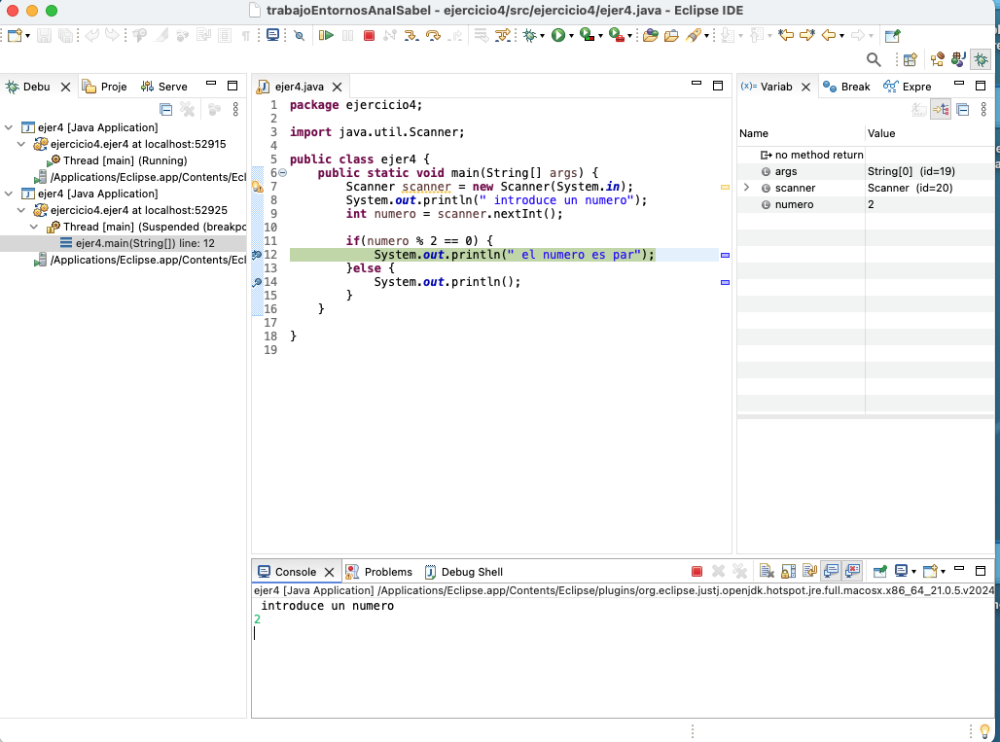 trabajoEntornosAnaISabel - ejercicio4/src/ejercicio4/ejer4.java - Eclipse IDE
Debu
Proje
Serve
ejer4 [Java Application]
ejercicio4.ejer4 at localhost:52915
Thread [main] (Running)
/Applications/Eclipse.app/Contents/Ecl
ejer4 [Java Application]
ejercicio4.ejer4 at localhost:52925
Thread [main] (Suspended (breakpo
ejer4.main(String[]) line: 12
/Applications/Eclipse.app/Contents/Ecl
ejer4.java
1 package ejercicio4;
2
3 import java.util.Scanner;
4
5 public class ejer4 {
6 public static void main(String[] args) {
7 Scanner scanner = new Scanner(System.in);
8 System.out.println(" introduce un numero");
9 int numero = scanner.nextInt();
10
11 if(numero % 2 == 0) {
12 System.out.println(" el numero es par");
13 }else {
14 System.out.println();
15 }
16 }
17
18 }
19
(x)= Variab
Break
Expre
Name Value
no method return
args String[0] (id=19)
scanner Scanner (id=20)
numero 2
Console
Problems
Debug Shell
ejer4 [Java Application] /Applications/Eclipse.app/Contents/Eclipse/plugins/org.eclipse.justj.openjdk.hotspot.jre.full.macosx.x86_64_21.0.5.v2024
introduce un numero
2